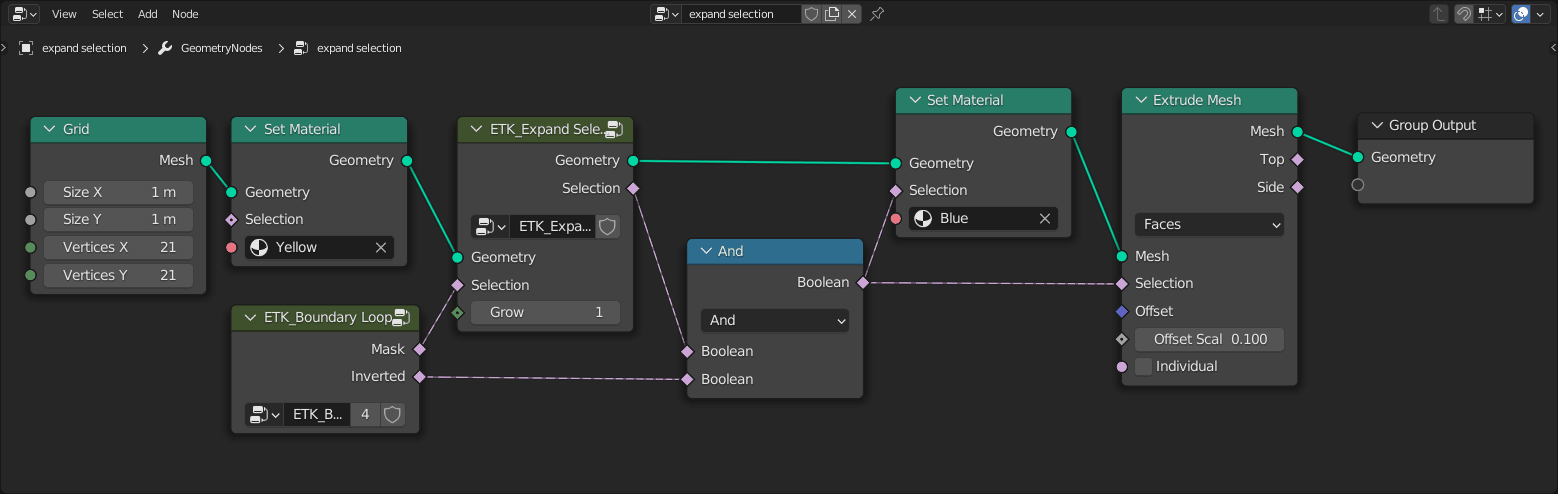 View Select Add Node
expand selection
expand selection > GeometryNodes > expand selection
Grid
Mesh
Size X 1 m
Size Y 1 m
Vertices X 21
Vertices Y 21
Set Material
Geometry
Geometry
Selection
Yellow
ETK_Boundary Loop
Mask
Inverted
ETK_B... 4
ETK_Expand Sele..
Geometry
Selection
ETK_Expa...
Geometry
Selection
Grow 1
And
Boolean
And
Boolean
Boolean
Set Material
Geometry
Geometry
Selection
Blue
Extrude Mesh
Mesh
Top
Side
Faces
Mesh
Selection
Offset
Offset Scal 0.100
Individual
Group Output
Geometry